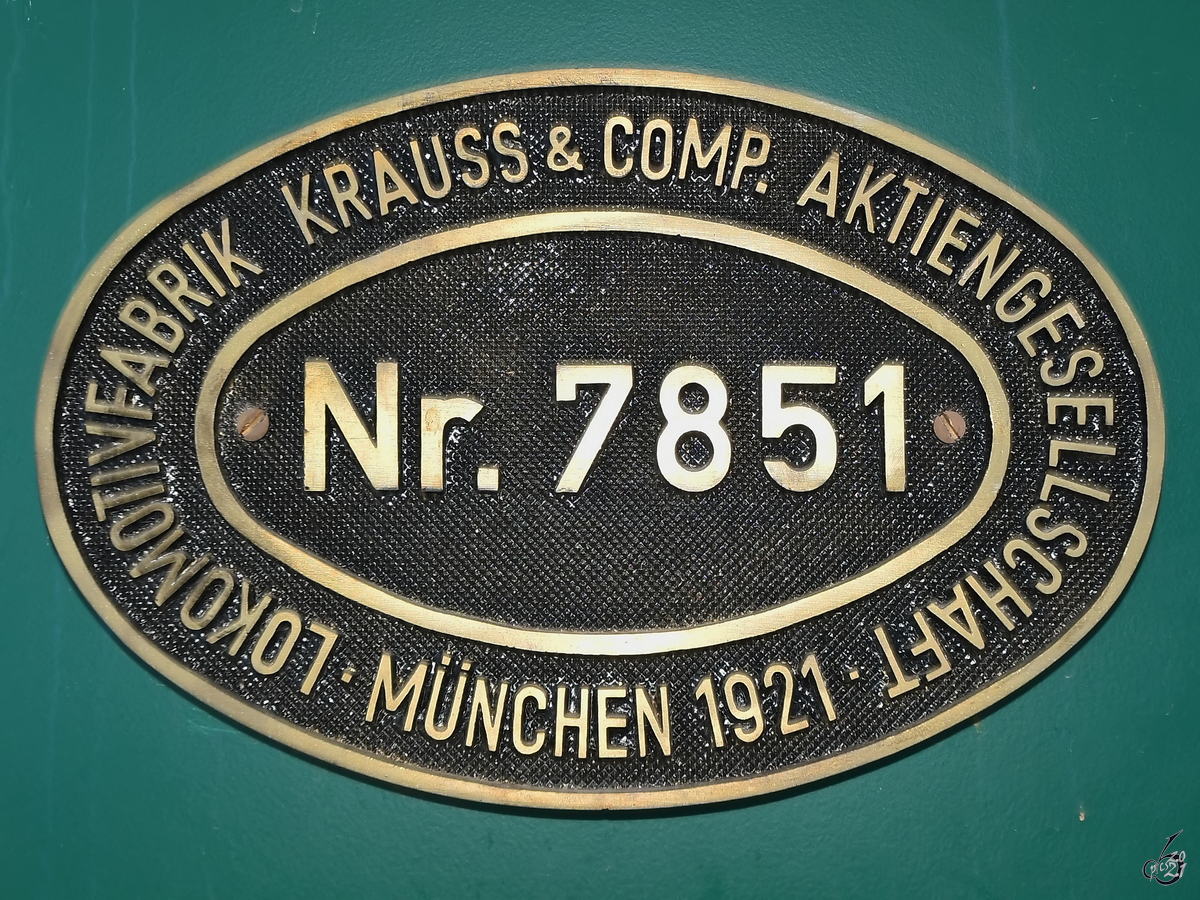 LOKOMOTIVFABRIK KRAUSS & COMP. AKTIENGESELLSCHAFT
Nr. 7851
· MÜNCHEN 1921 ·